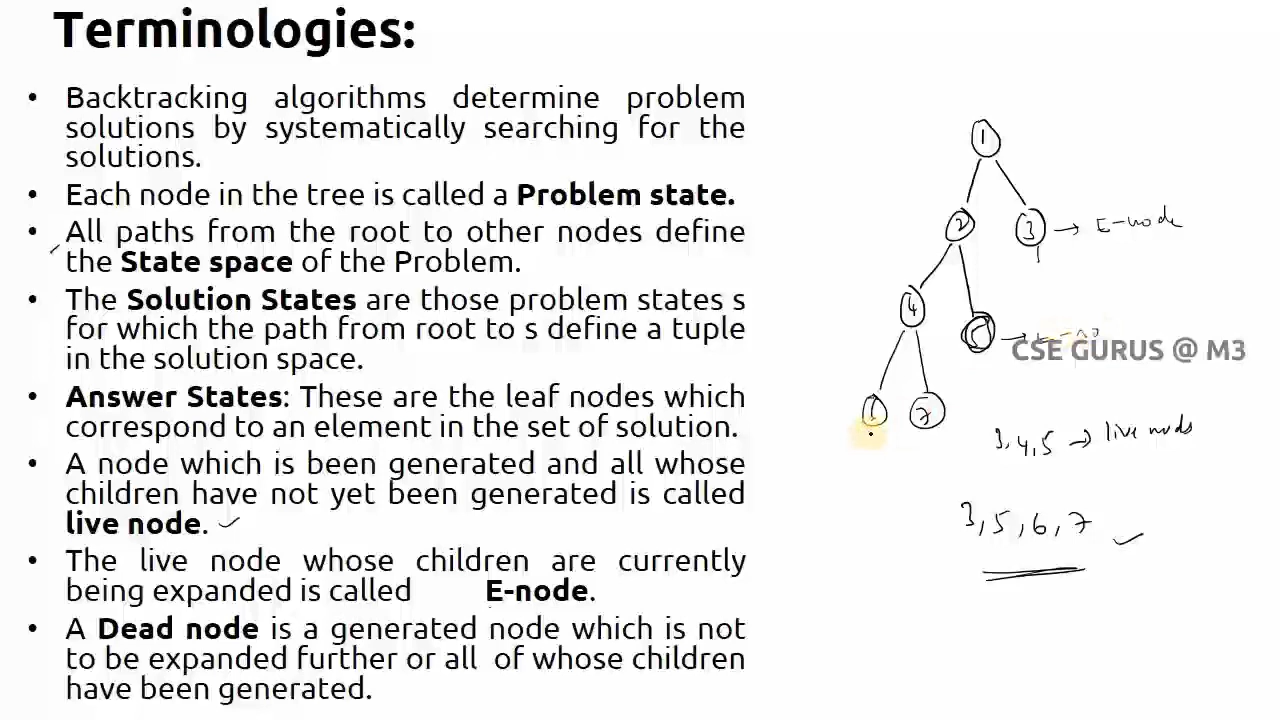 Terminologies:
• Backtracking algorithms determine problem
solutions by systematically searching for the
solutions.
• Each node in the tree is called a Problem state.
• All paths from the root to other nodes define
the State space of the Problem.
• The Solution States are those problem states s
for which the path from root to s define a tuple
in the solution space.
• Answer States: These are the leaf nodes which
correspond to an element in the set of solution.
• A node which is been generated and all whose
children have not yet been generated is called
live node.
• The live node whose children are currently
being expanded is called E-node.
• A Dead node is a generated node which is not
to be expanded further or all of whose children
have been generated.
1
2 3 → E-node
4 5 →
CSE GURUS @ M3
6 7
3,4,5 → live nods
3,5,6,7